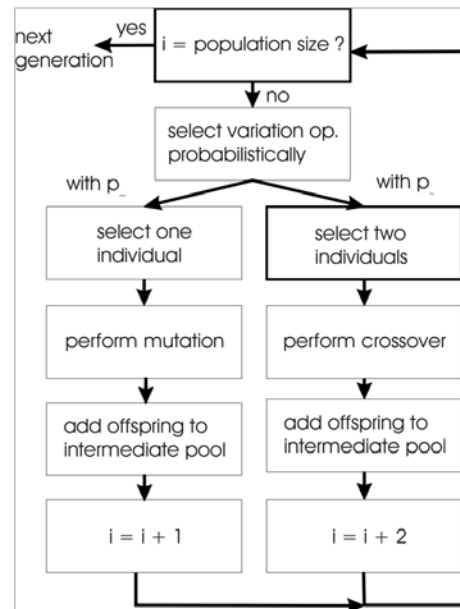 yes
next
generation
i = population size ?
no
select variation op.
probabilistically
with p_
with p_
select one
individual
select two
individuals
perform mutation
perform crossover
add offspring to
intermediate pool
add offspring to
intermediate pool
i = i + 1
i = i + 2